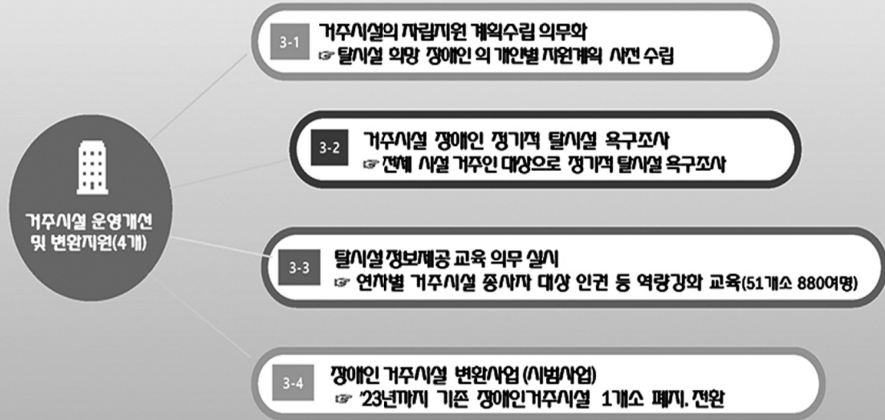 3-1 거주시설의 자립지원 계획수립 의무화
☞ 탈시설 희망 장애인 의 개인별 지원계획 사전 수립
3-2 거주시설 장애인 정기적 탈시설 욕구조사
☞ 전체 시설 거주인 대상으로 정기적 탈시설 욕구조사
거주시설 운영개선
및 변환지원(4개)
3-3 탈시설 정보제공 교육 의무 실시
☞ 연차별 거주시설 종사자 대상 인권 등 역량강화 교육(51개소 880여명)
3-4 장애인 거주시설 변환사업 (시범사업)
☞ '23년까지 기존 장애인거주시설 1개소 폐지.전환